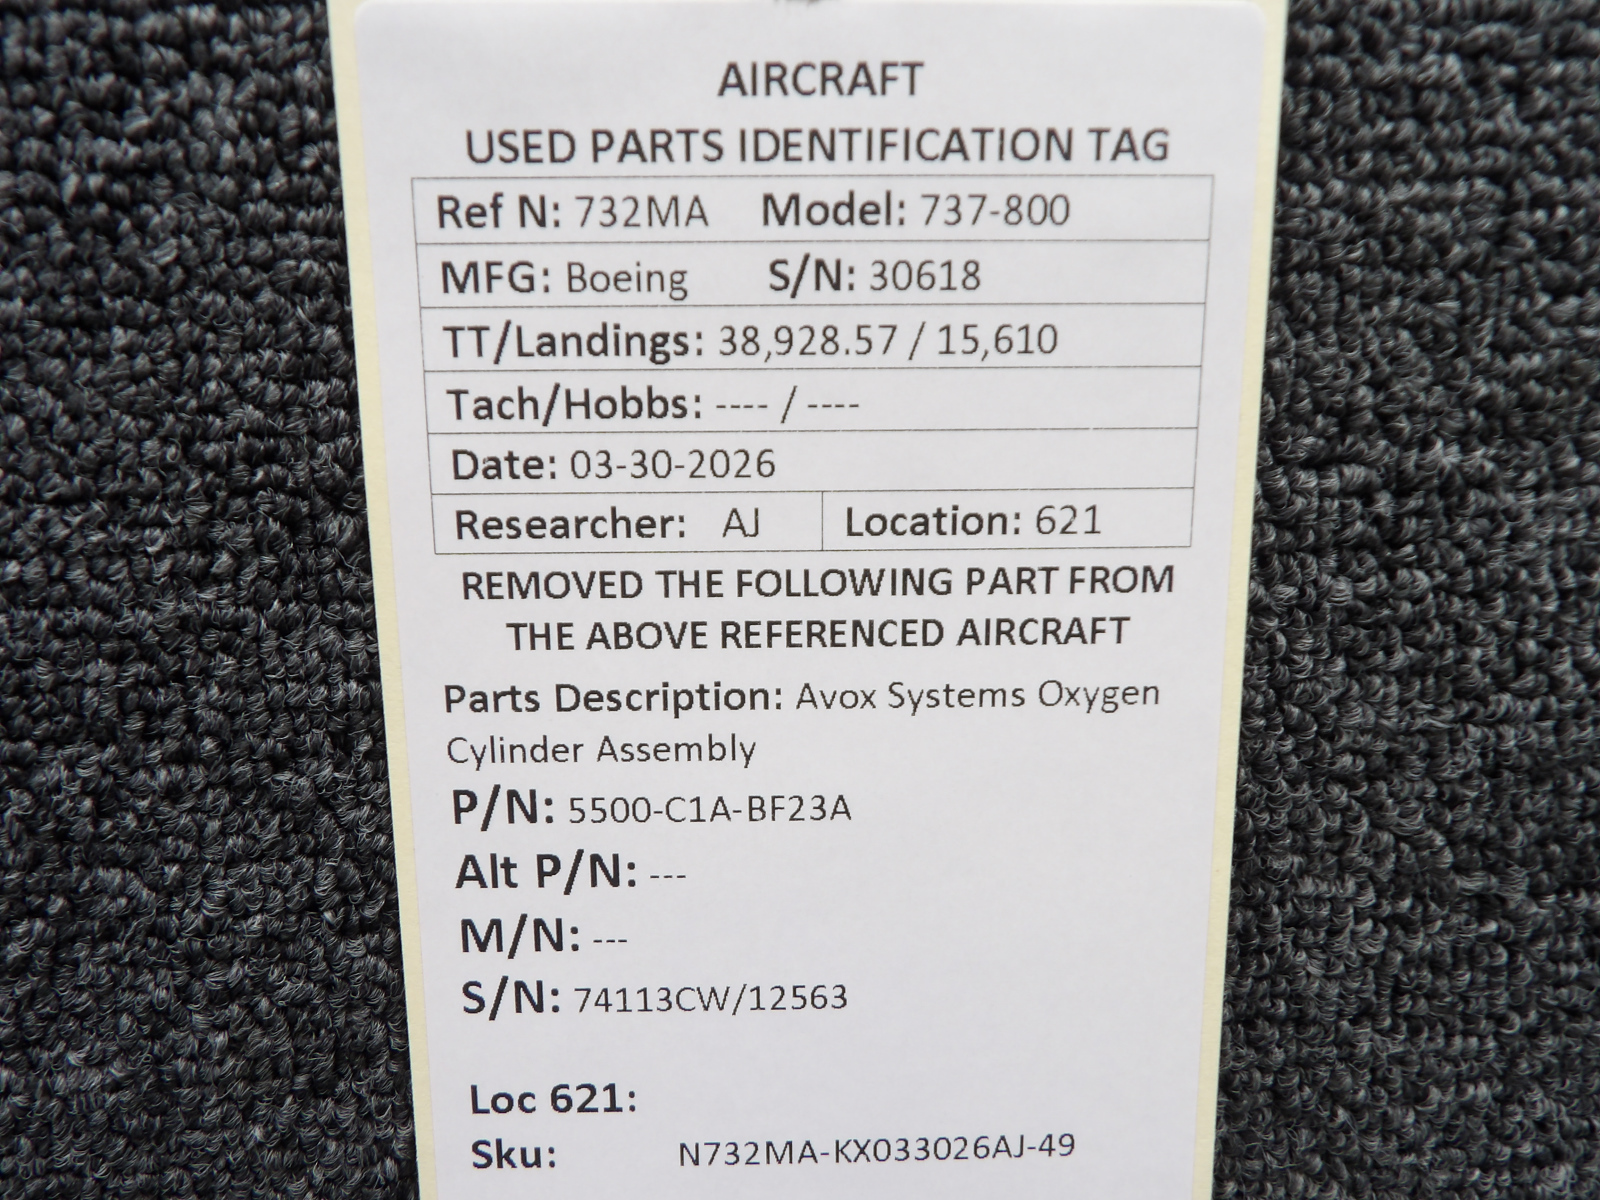 AIRCRAFT
USED PARTS IDENTIFICATION TAG
Ref N: 732MA Model: 737-800
MFG: Boeing S/N: 30618
TT/Landings: 38,928.57 / 15,610
Tach/Hobbs: ---- / ----
Date: 03-30-2026
Researcher: AJ Location: 621
REMOVED THE FOLLOWING PART FROM
THE ABOVE REFERENCED AIRCRAFT
Parts Description: Avox Systems Oxygen
Cylinder Assembly
P/N: 5500-C1A-BF23A
Alt P/N: ---
M/N: ---
S/N: 74113CW/12563
Loc 621:
Sku: N732MA-KX033026AJ-49